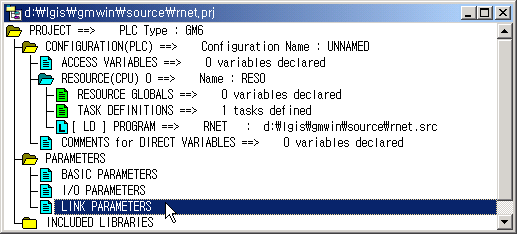 d:₩lgis₩gmwin₩source₩rnet.prj
PROJECT ==> PLC Type : GM6
CONFIGURATION(PLC) ==> Configuration Name : UNNAMED
ACCESS VARIABLES ==> 0 variables declared
RESOURCE(CPU) 0 ==> Name : RES0
RESOURCE GLOBALS ==> 0 variables declared
TASK DEFINITIONS ==> 1 tasks defined
[ LD ] PROGRAM ==> RNET : d:₩lgis₩gmwin₩source₩rnet.src
COMMENTS for DIRECT VARIABLES ==> 0 variables declared
PARAMETERS
BASIC PARAMETERS
I/O PARAMETERS
LINK PARAMETERS
INCLUDED LIBRARIES